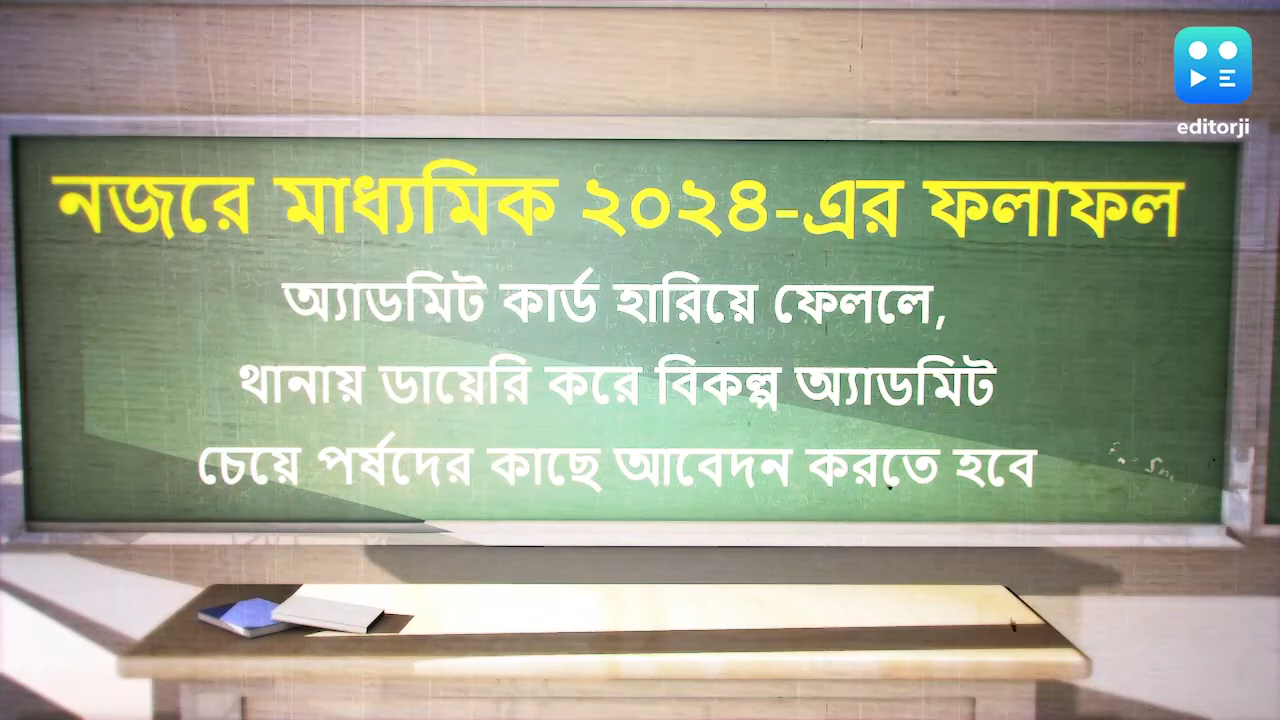 editorji
নজরে মাধ্যমিক ২০২৪-এর ফলাফল
অ্যাডমিট কার্ড হারিয়ে ফেললে,
থানায় ডায়েরি করে বিকল্প অ্যাডমিট
চেয়ে পর্ষদের কাছে আবেদন করতে হবে